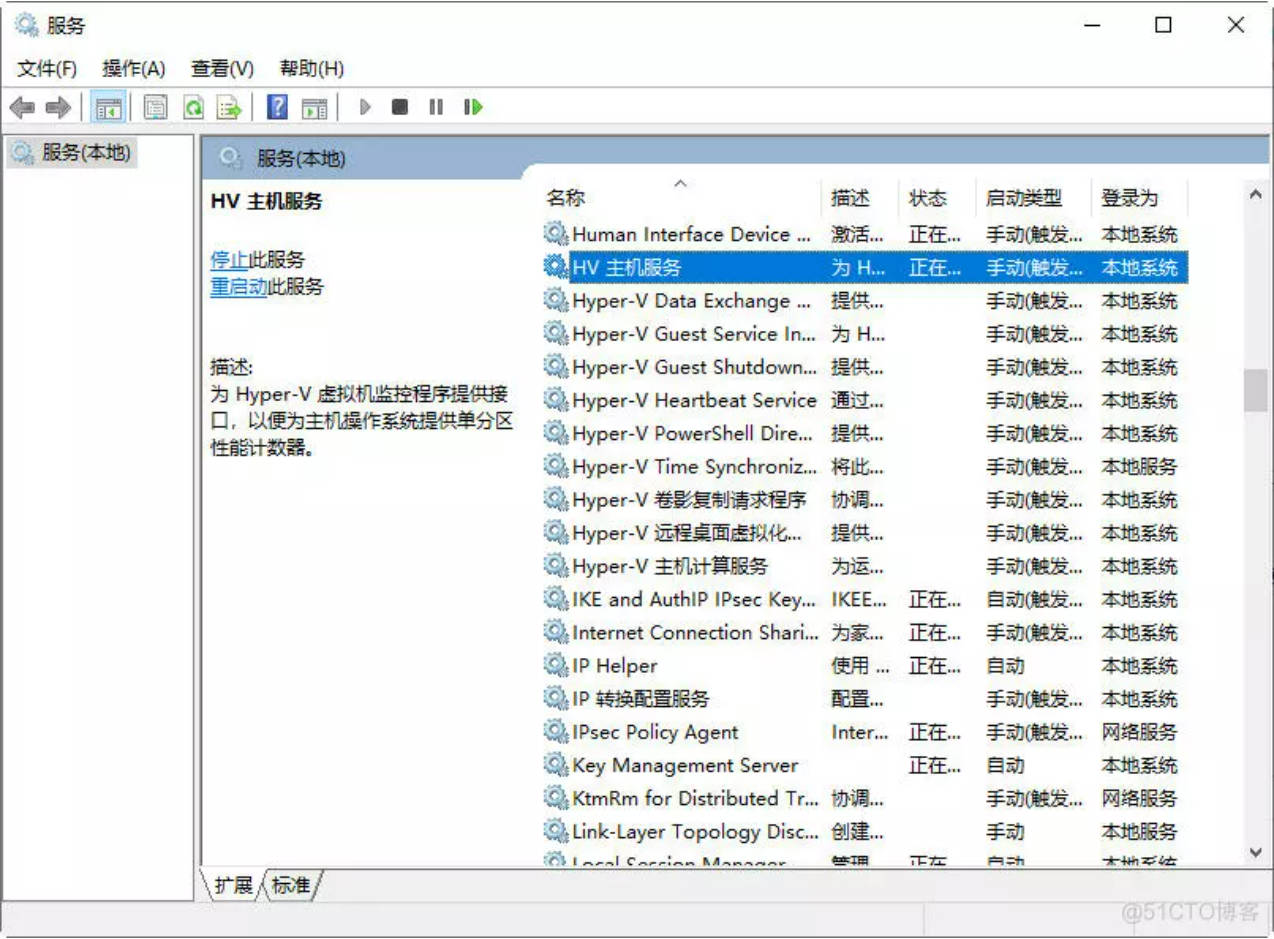 服务
文件(F) 操作(A) 查看(V) 帮助(H)
服务(本地)
服务(本地)
HV 主机服务
停止此服务
重启动此服务
描述:
为 Hyper-V 虚拟机监控程序提供接
口，以便为主机操作系统提供单分区
性能计数器。
名称 描述 状态 启动类型 登录为
Human Interface Device ... 激活... 正在... 手动(触发... 本地系统
HV 主机服务 为 H... 正在... 手动(触发... 本地系统
Hyper-V Data Exchange ... 提供... 手动(触发... 本地系统
Hyper-V Guest Service In... 为 H... 手动(触发... 本地系统
Hyper-V Guest Shutdown... 提供... 手动(触发... 本地系统
Hyper-V Heartbeat Service 通过... 手动(触发... 本地系统
Hyper-V PowerShell Dire... 提供... 手动(触发... 本地系统
Hyper-V Time Synchroniz... 将此... 手动(触发... 本地服务
Hyper-V 卷影复制请求程序 协调... 手动(触发... 本地系统
Hyper-V 远程桌面虚拟化... 提供... 手动(触发... 本地系统
Hyper-V 主机计算服务 为运... 手动(触发... 本地系统
IKE and AuthIP IPsec Key... IKEE... 正在... 自动(触发... 本地系统
Internet Connection Shari... 为家... 正在... 手动(触发... 本地系统
IP Helper 使用 ... 正在... 自动 本地系统
IP 转换配置服务 配置... 手动(触发... 本地系统
IPsec Policy Agent Inter... 正在... 手动(触发... 网络服务
Key Management Server 正在... 自动 本地系统
KtmRm for Distributed Tr... 协调... 手动(触发... 网络服务
Link-Layer Topology Disc... 创建... 手动 本地服务
Local Session Manager 管理... 正在... 自动 本地系统
扩展 标准
@51CTO博客